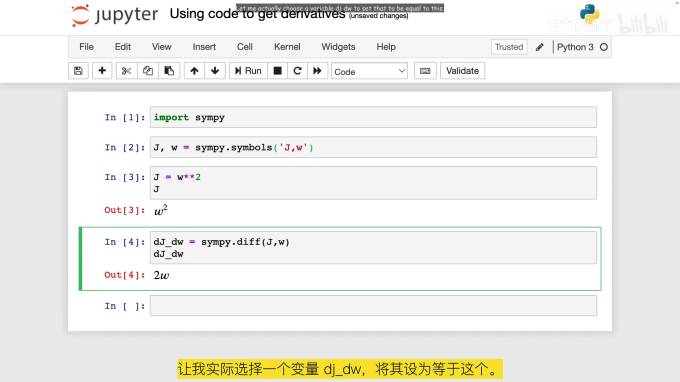 Let me actually choose a variable dj dw to set that to be equal to this.
jupyter Using code to get derivatives (unsaved changes)
bilibili
File Edit View Insert Cell Kernel Widgets Help Trusted Python 3
Run Code Validate
In [1]: import sympy
In [2]: J, w = sympy.symbols('J,w')
In [3]: J = w**2
J
Out[3]: w²
In [4]: dJ_dw = sympy.diff(J,w)
dJ_dw
Out[4]: 2w
In [ ]:
让我实际选择一个变量 dj_dw，将其设为等于这个。